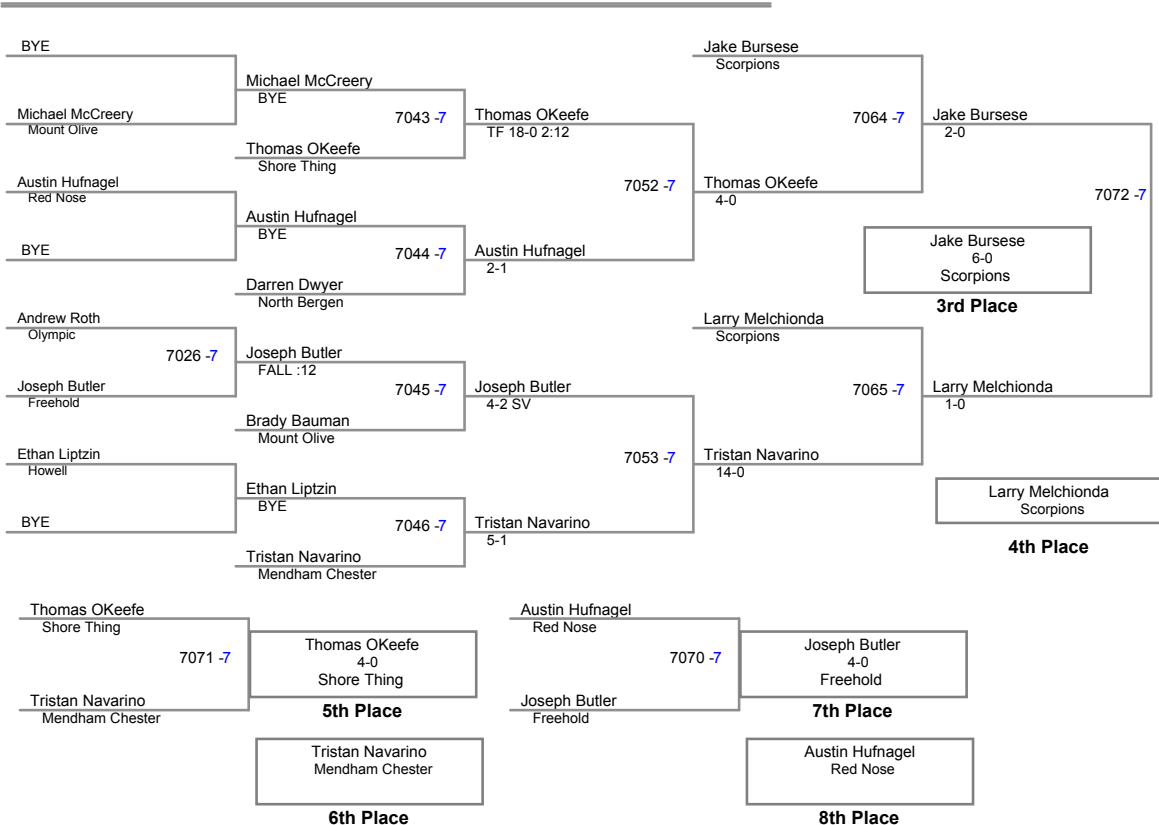 BYE
Michael McCreery
Mount Olive
Austin Hufnagel
Red Nose
BYE
Andrew Roth
Olympic
7026 -7
Joseph Butler
Freehold
Ethan Liptzin
Howell
BYE
Michael McCreery
BYE
7043 -7
Thomas OKeefe
Shore Thing
Austin Hufnagel
BYE
7044 -7
Darren Dwyer
North Bergen
Joseph Butler
FALL :12
7045 -7
Brady Bauman
Mount Olive
Ethan Liptzin
BYE
7046 -7
Tristan Navarino
Mendham Chester
Thomas OKeefe
TF 18-0 2:12
7052 -7
Austin Hufnagel
2-1
Joseph Butler
4-2 SV
7053 -7
Tristan Navarino
5-1
Jake Bursese
Scorpions
7064 -7
Thomas OKeefe
4-0
Larry Melchionda
Scorpions
7065 -7
Tristan Navarino
14-0
Jake Bursese
2-0
7072 -7
Larry Melchionda
1-0
Jake Bursese
6-0
Scorpions
3rd Place
Larry Melchionda
Scorpions
4th Place
Thomas OKeefe
Shore Thing
7071 -7
Tristan Navarino
Mendham Chester
Thomas OKeefe
4-0
Shore Thing
5th Place
Tristan Navarino
Mendham Chester
6th Place
Austin Hufnagel
Red Nose
7070 -7
Joseph Butler
Freehold
Joseph Butler
4-0
Freehold
7th Place
Austin Hufnagel
Red Nose
8th Place